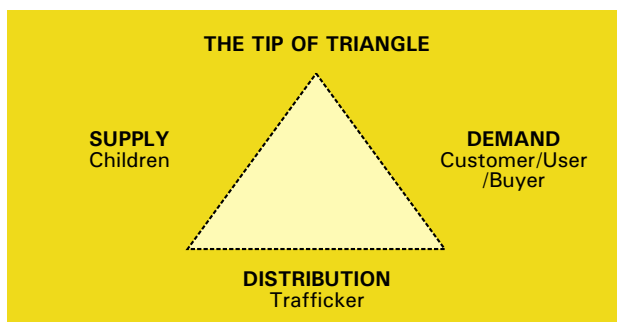 THE TIP OF TRIANGLE
SUPPLY
Children
DEMAND
Customer/User
/Buyer
DISTRIBUTION
Trafficker